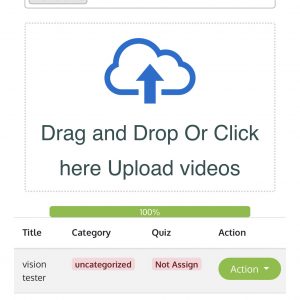 Drag and Drop Or Click
here Upload videos
100%
Title Category Quiz Action
vision uncategorized Not Assign Action
tester